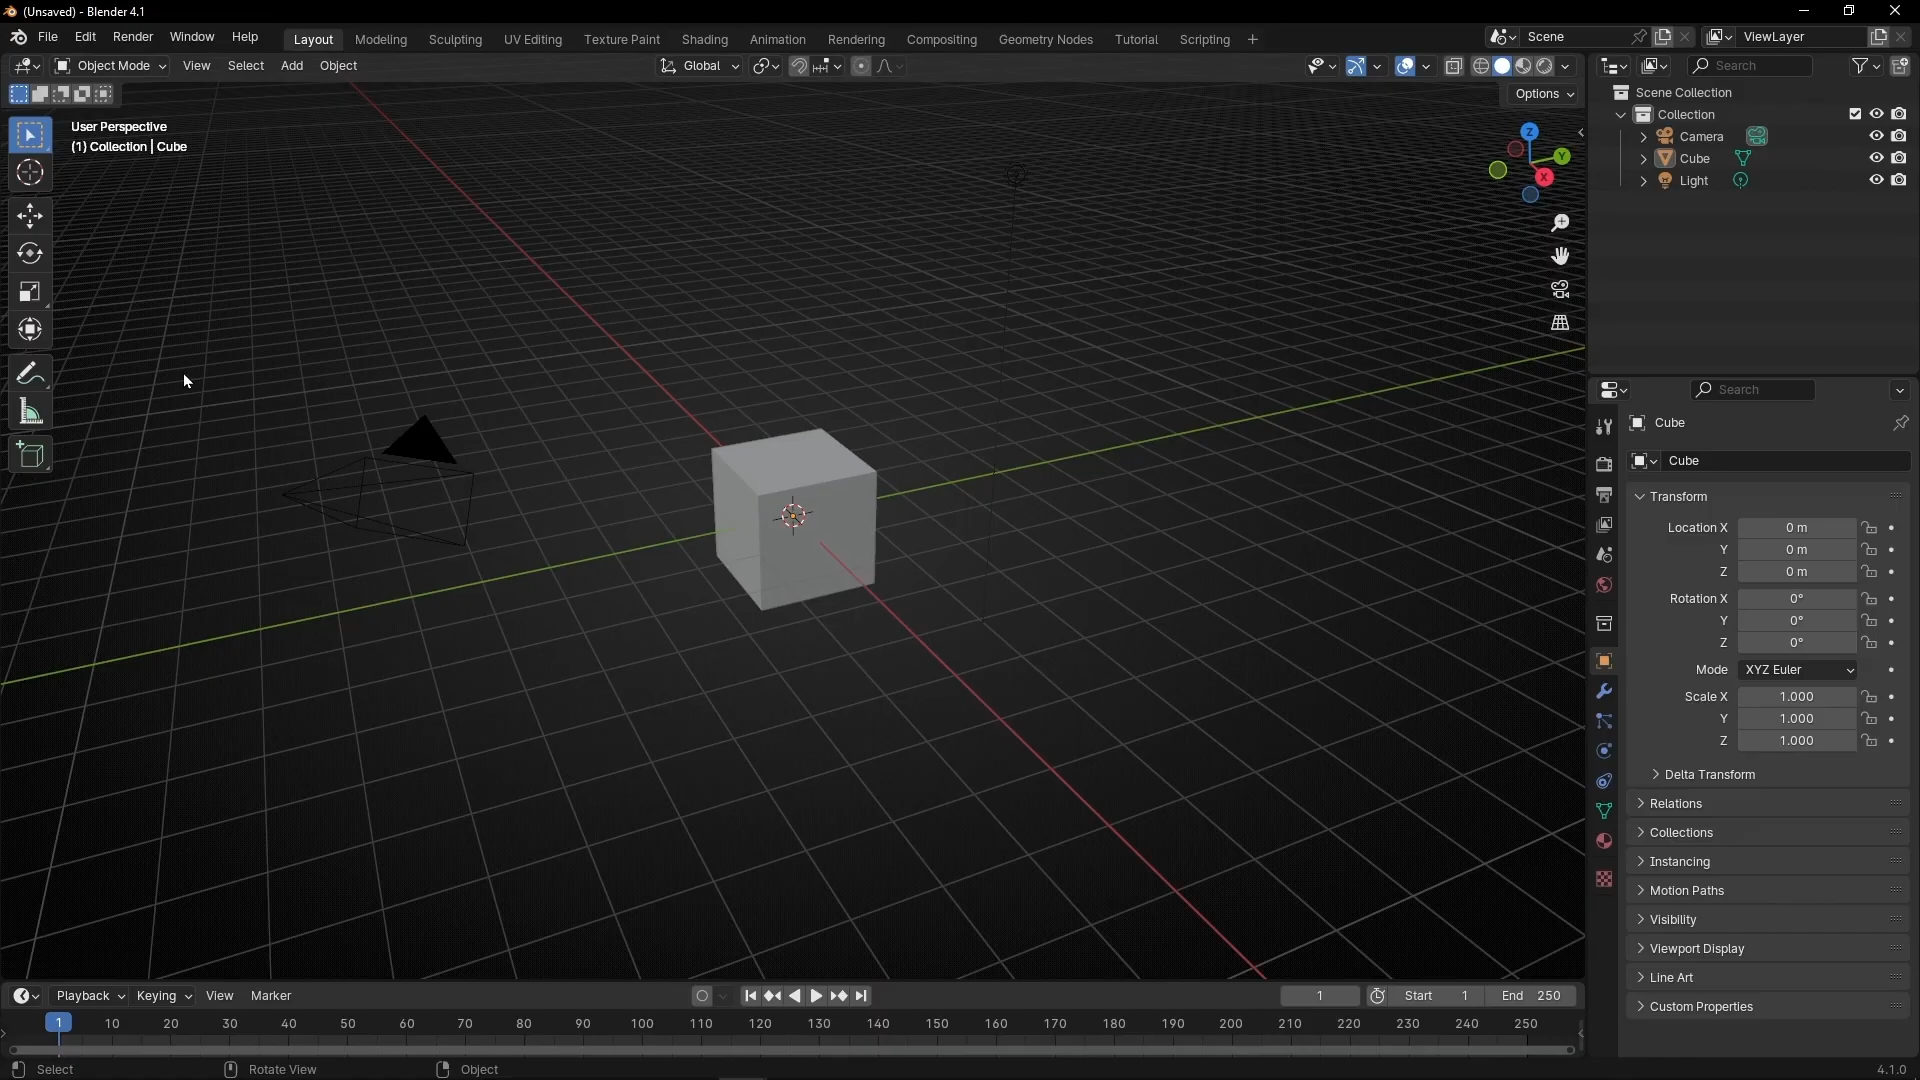 (Unsaved) - Blender 4.1
File Edit Render Window Help Layout Modeling Sculpting UV Editing Texture Paint Shading Animation Rendering Compositing Geometry Nodes Tutorial Scripting + Scene ViewLayer
Object Mode View Select Add Object Global Search
Options
User Perspective
(1) Collection | Cube
Z
Y
X
Scene Collection
Collection
Camera
Cube
Light
Search
Cube
Cube
Transform
Location X 0 m
Y 0 m
Z 0 m
Rotation X 0°
Y 0°
Z 0°
Mode XYZ Euler
Scale X 1.000
Y 1.000
Z 1.000
Delta Transform
Relations
Collections
Instancing
Motion Paths
Visibility
Viewport Display
Line Art
Custom Properties
Playback Keying View Marker 1 Start 1 End 250
1 10 20 30 40 50 60 70 80 90 100 110 120 130 140 150 160 170 180 190 200 210 220 230 240 250
Select Rotate View Object 4.1.0